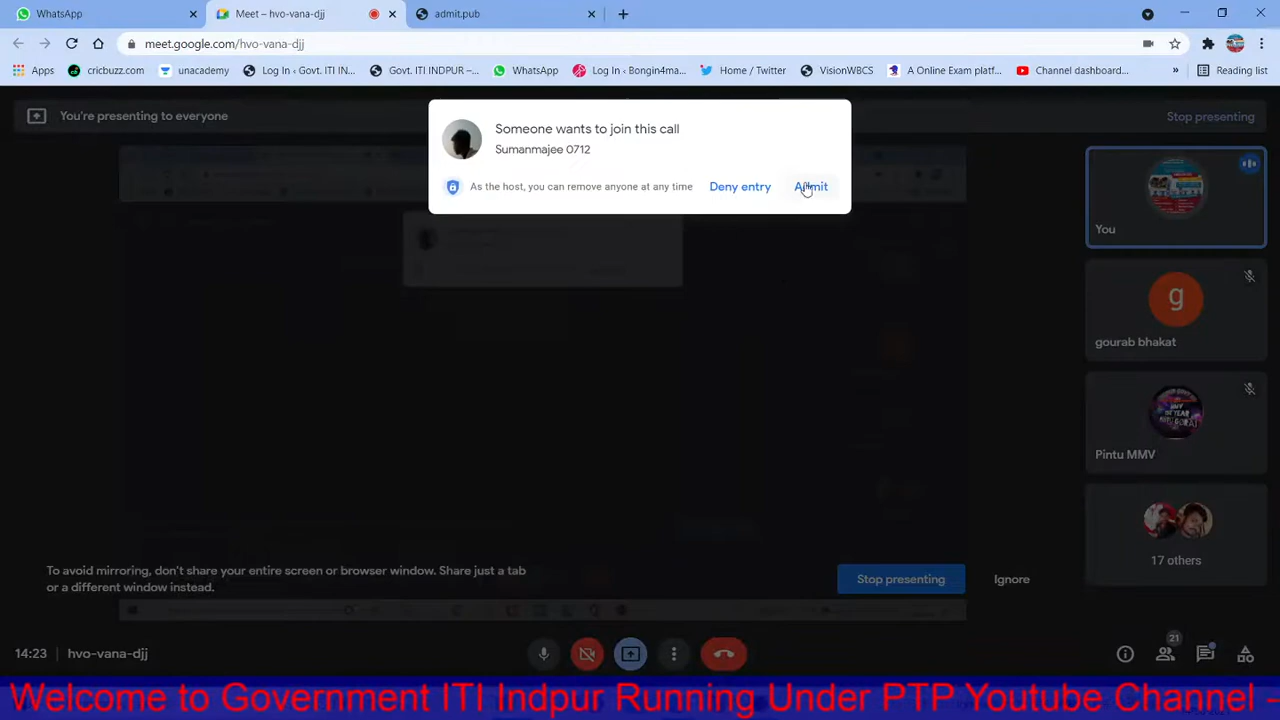 WhatsApp
Meet – hvo-vana-djj
admit.pub
meet.google.com/hvo-vana-djj
Apps
cricbuzz.com
unacademy
Log In ‹ Govt. ITI IN...
Govt. ITI INDPUR –...
WhatsApp
Log In ‹ Bongin4ma...
Home / Twitter
VisionWBCS
A Online Exam platf...
Channel dashboard...
»
Reading list
You're presenting to everyone
Stop presenting
Someone wants to join this call
Sumanmajee 0712
As the host, you can remove anyone at any time
Deny entry
Admit
You
g
gourab bhakat
Pintu MMV
17 others
To avoid mirroring, don't share your entire screen or browser window. Share just a tab
or a different window instead.
Stop presenting
Ignore
14:23 | hvo-vana-djj
21
Welcome to Government ITI Indpur Running Under PTP Youtube Channel -